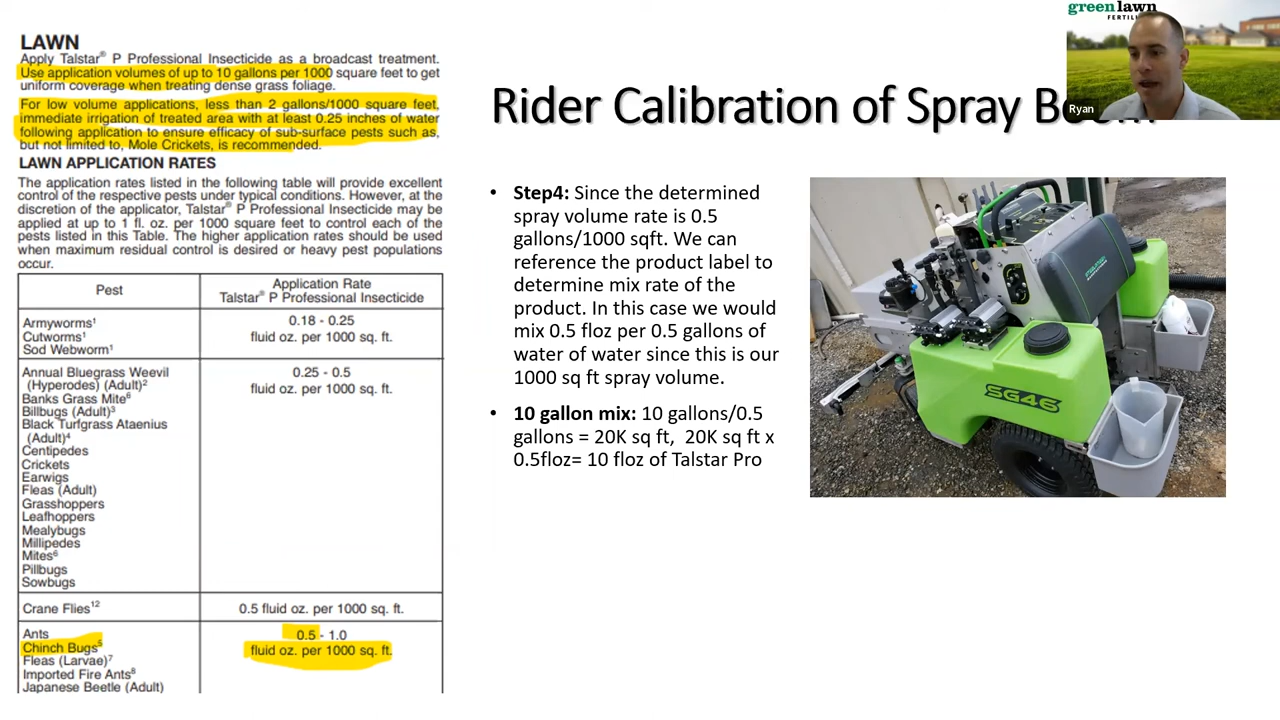 LAWN
Apply Talstar® P Professional Insecticide as a broadcast treatment.
Use application volumes of up to 10 gallons per 1000 square feet to get
uniform coverage when treating dense grass foliage.
For low volume applications, less than 2 gallons/1000 square feet,
immediate irrigation of treated area with at least 0.25 inches of water
following application to ensure efficacy of sub-surface pests such as,
but not limited to, Mole Crickets, is recommended.
LAWN APPLICATION RATES
The application rates listed in the following table will provide excellent
control of the respective pests under typical conditions. However, at the
discretion of the applicator, Talstar® P Professional Insecticide may be
applied at up to 1 fl. oz. per 1000 square feet to control each of the
pests listed in this Table. The higher application rates should be used
when maximum residual control is desired or heavy pest populations
occur.
Pest
Application Rate
Talstar® P Professional Insecticide
Armyworms¹
Cutworms¹
Sod Webworm¹
0.18 - 0.25
fluid oz. per 1000 sq. ft.
Annual Bluegrass Weevil
(Hyperodes) (Adult)²
Banks Grass Mite⁶
Billbugs (Adult)³
Black Turfgrass Ataenius
(Adult)⁴
Centipedes
Crickets
Earwigs
Fleas (Adult)
Grasshoppers
Leafhoppers
Mealybugs
Millipedes
Mites⁶
Pillbugs
Sowbugs
0.25 - 0.5
fluid oz. per 1000 sq. ft.
Crane Flies¹²
0.5 fluid oz. per 1000 sq. ft.
Ants
Chinch Bugs⁵
Fleas (Larvae)⁷
Imported Fire Ants⁸
Japanese Beetle (Adult)
0.5 - 1.0
fluid oz. per 1000 sq. ft.
Rider Calibration of Spray
• Step4: Since the determined
spray volume rate is 0.5
gallons/1000 sqft. We can
reference the product label to
determine mix rate of the
product. In this case we would
mix 0.5 floz per 0.5 gallons of
water of water since this is our
1000 sq ft spray volume.
• 10 gallon mix: 10 gallons/0.5
gallons = 20K sq ft, 20K sq ft x
0.5floz= 10 floz of Talstar Pro
SG46
green lawn
Ryan